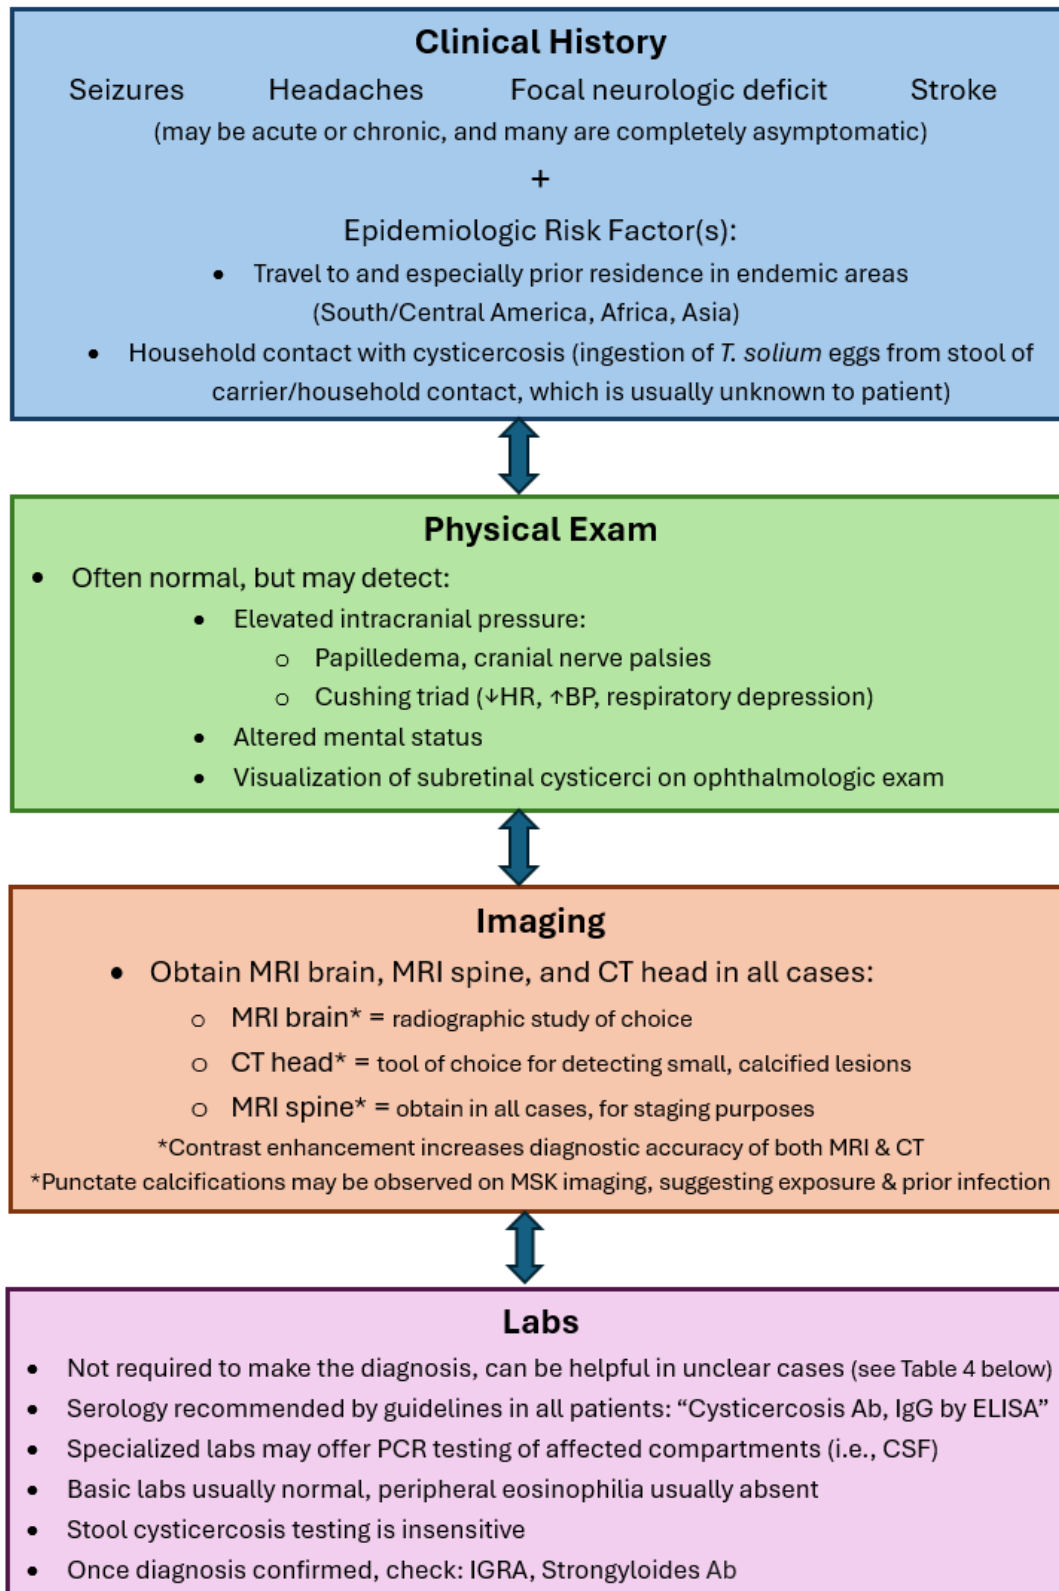 Clinical History
Seizures Headaches Focal neurologic deficit Stroke
(may be acute or chronic, and many are completely asymptomatic)
+
Epidemiologic Risk Factor(s):
• Travel to and especially prior residence in endemic areas
(South/Central America, Africa, Asia)
• Household contact with cysticercosis (ingestion of T. solium eggs from stool of
carrier/household contact, which is usually unknown to patient)
Physical Exam
• Often normal, but may detect:
• Elevated intracranial pressure:
o Papilledema, cranial nerve palsies
o Cushing triad (↓HR, ↑BP, respiratory depression)
• Altered mental status
• Visualization of subretinal cysticerci on ophthalmologic exam
Imaging
• Obtain MRI brain, MRI spine, and CT head in all cases:
o MRI brain* = radiographic study of choice
o CT head* = tool of choice for detecting small, calcified lesions
o MRI spine* = obtain in all cases, for staging purposes
*Contrast enhancement increases diagnostic accuracy of both MRI & CT
*Punctate calcifications may be observed on MSK imaging, suggesting exposure & prior infection
Labs
• Not required to make the diagnosis, can be helpful in unclear cases (see Table 4 below)
• Serology recommended by guidelines in all patients: “Cysticercosis Ab, IgG by ELISA”
• Specialized labs may offer PCR testing of affected compartments (i.e., CSF)
• Basic labs usually normal, peripheral eosinophilia usually absent
• Stool cysticercosis testing is insensitive
• Once diagnosis confirmed, check: IGRA, Strongyloides Ab